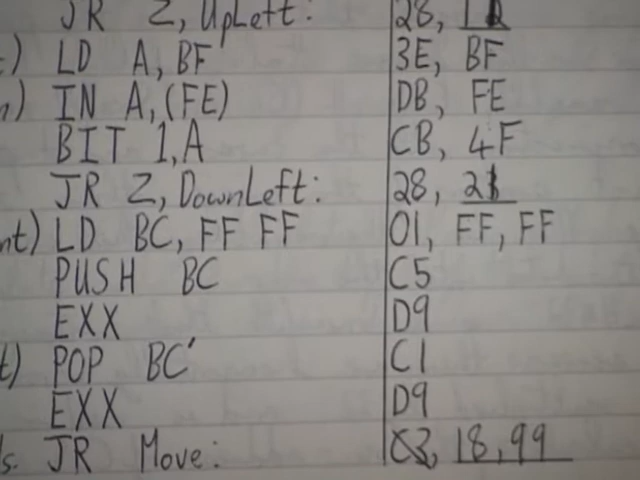 JR Z, UpLeft: 28,
t) LD A, BF 3E, BF
n) IN A, (FE) DB, FE
BIT 1, A CB, 4F
JR Z, DownLeft: 28,
nt) LD BC, FF FF 01, FF, FF
PUSH BC C5
EXX D9
t) POP BC' C1
EXX D9
s. JR Move: 18, 99